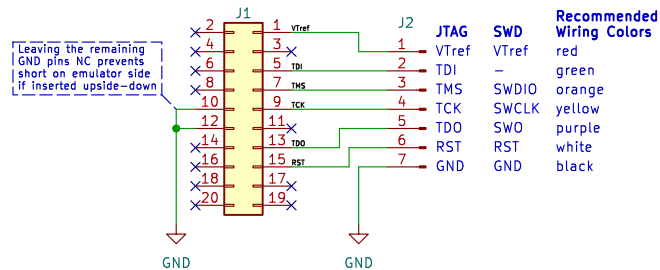 J1
J2
JTAG SWD Recommended Wiring Colors
Leaving the remaining
GND pins NC prevents
short on emulator side
if inserted upside-down
2 1 VTref
4 3
6 5 TDI
8 7 TMS
10 9 TCK
12 11
14 13 TDO
16 15 RST
18 17
20 19
1 VTref VTref red
2 TDI – green
3 TMS SWDIO orange
4 TCK SWCLK yellow
5 TDO SWO purple
6 RST RST white
7 GND GND black
GND
GND